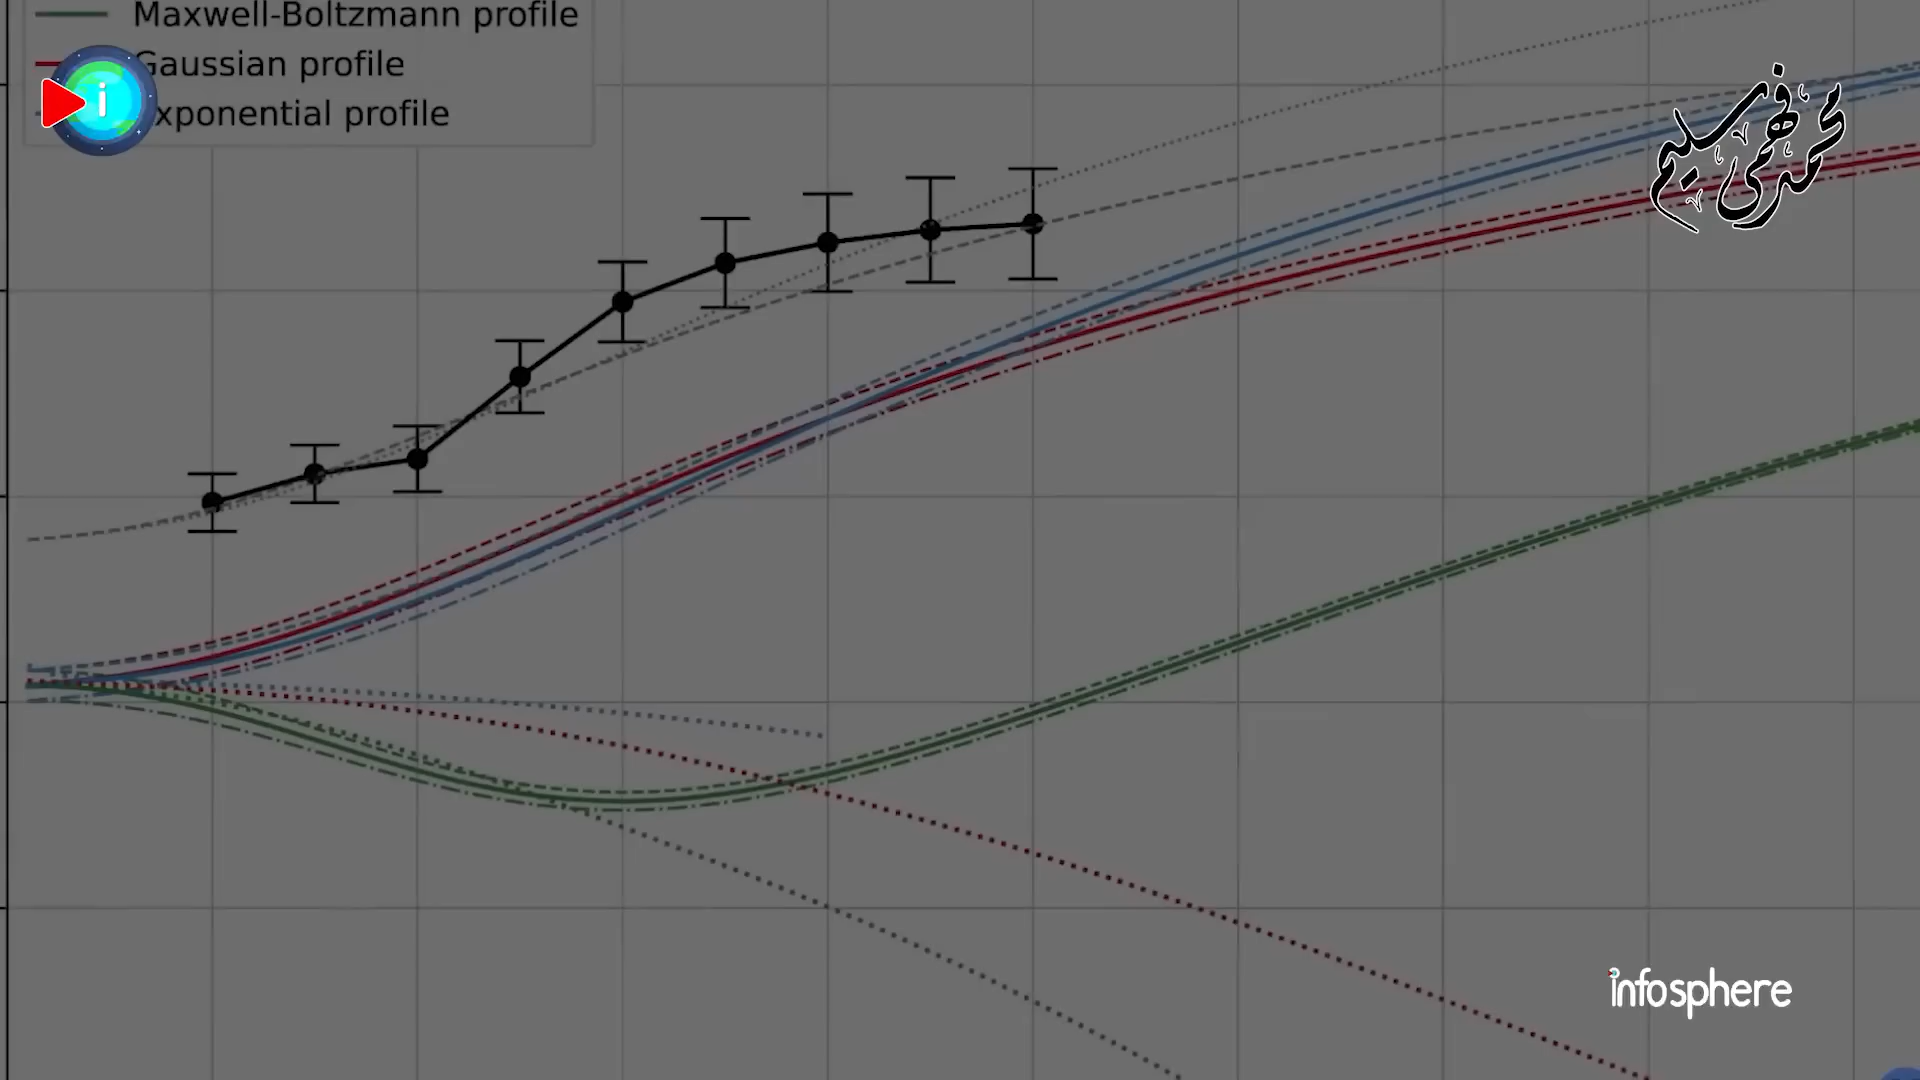 Maxwell-Boltzmann profile
Gaussian profile
xponential profile
i
محمد فهمي سليم
infosphere